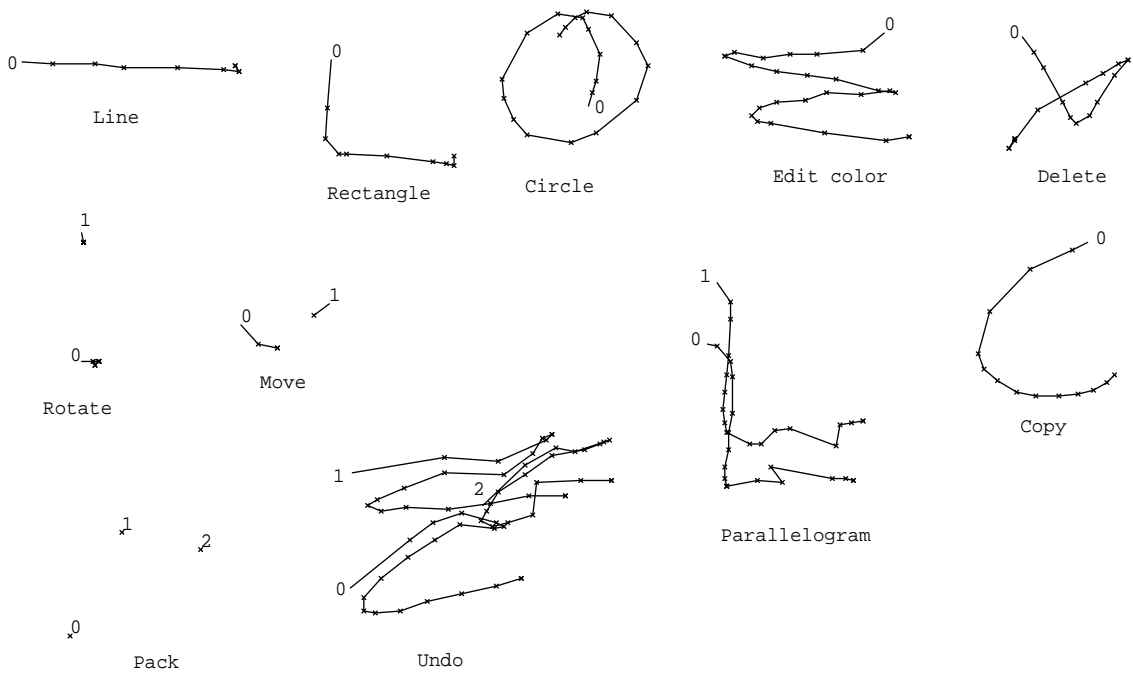 0
Line
0
Rectangle
0
Circle
0
Edit color
0
Delete
1
0
Rotate
0
1
Move
1
0
Parallelogram
0
Copy
1
2
0
Pack
1
2
0
Undo